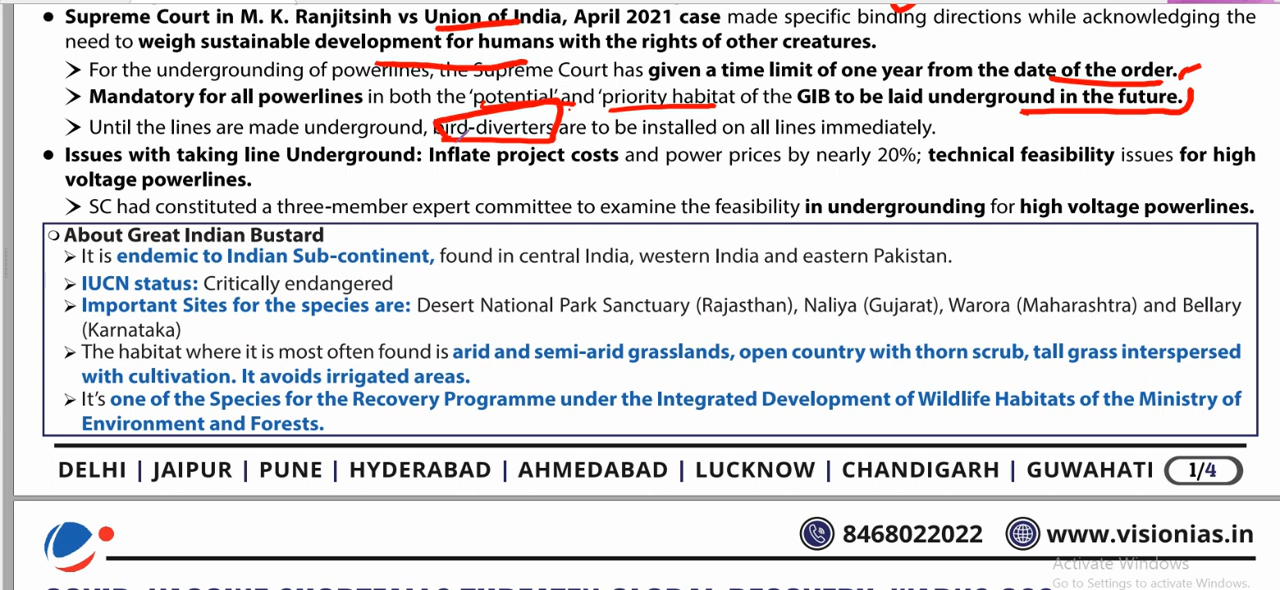 ● Supreme Court in M. K. Ranjitsinh vs Union of India, April 2021 case made specific binding directions while acknowledging the
need to weigh sustainable development for humans with the rights of other creatures.
➢ For the undergrounding of powerlines, the Supreme Court has given a time limit of one year from the date of the order.
➢ Mandatory for all powerlines in both the 'potential' and 'priority habitat of the GIB to be laid underground in the future.
➢ Until the lines are made underground, bird-diverters are to be installed on all lines immediately.
● Issues with taking line Underground: Inflate project costs and power prices by nearly 20%; technical feasibility issues for high
voltage powerlines.
➢ SC had constituted a three-member expert committee to examine the feasibility in undergrounding for high voltage powerlines.
○ About Great Indian Bustard
➢ It is endemic to Indian Sub-continent, found in central India, western India and eastern Pakistan.
➢ IUCN status: Critically endangered
➢ Important Sites for the species are: Desert National Park Sanctuary (Rajasthan), Naliya (Gujarat), Warora (Maharashtra) and Bellary
(Karnataka)
➢ The habitat where it is most often found is arid and semi-arid grasslands, open country with thorn scrub, tall grass interspersed
with cultivation. It avoids irrigated areas.
➢ It's one of the Species for the Recovery Programme under the Integrated Development of Wildlife Habitats of the Ministry of
Environment and Forests.
DELHI | JAIPUR | PUNE | HYDERABAD | AHMEDABAD | LUCKNOW | CHANDIGARH | GUWAHATI 1/4
8468022022 www.visionias.in
Activate Windows
Go to Settings to activate Windows.